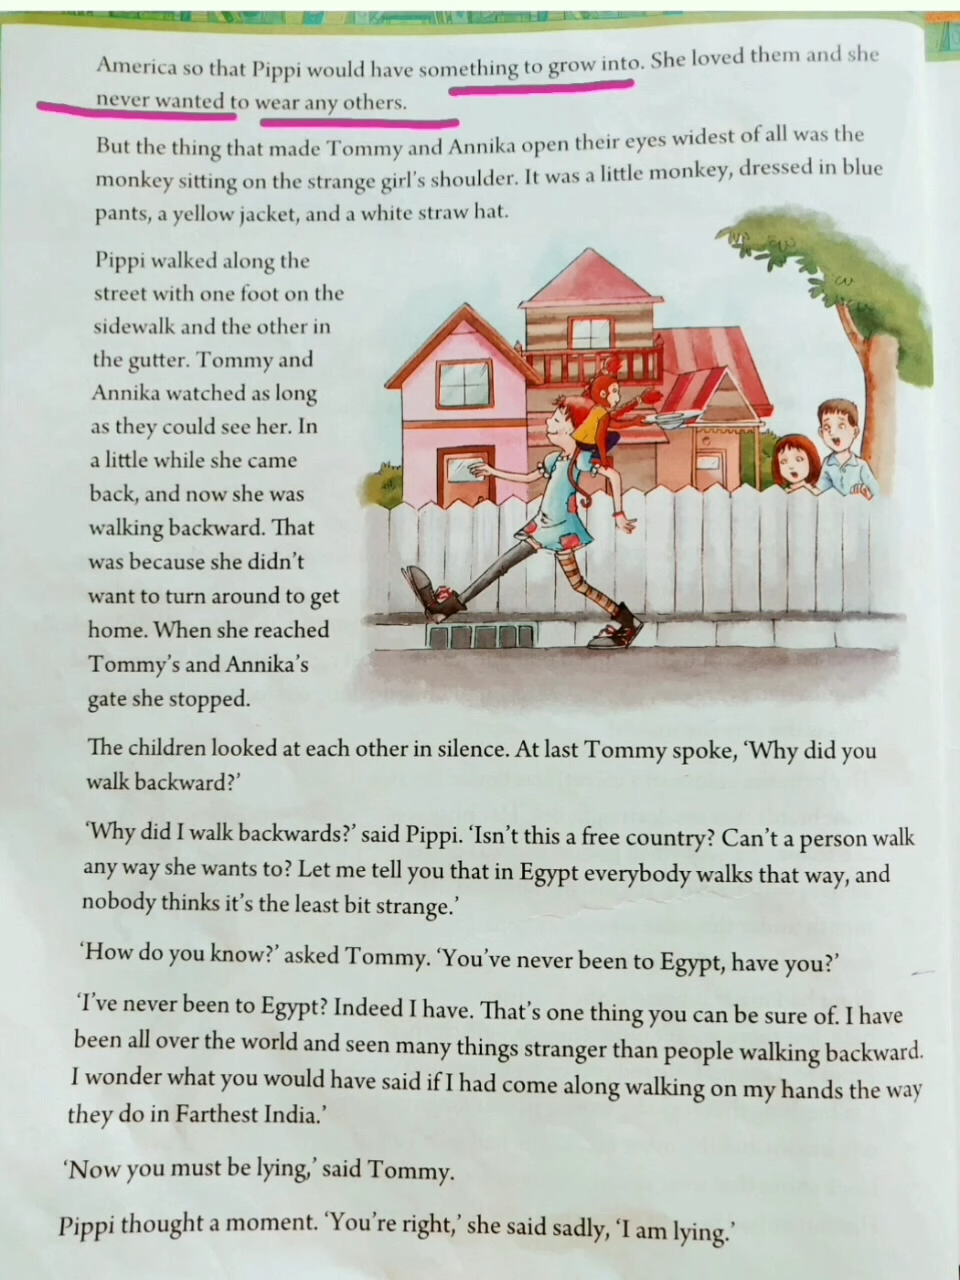 America so that Pippi would have something to grow into. She loved them and she
never wanted to wear any others.
But the thing that made Tommy and Annika open their eyes widest of all was the
monkey sitting on the strange girl's shoulder. It was a little monkey, dressed in blue
pants, a yellow jacket, and a white straw hat.
Pippi walked along the
street with one foot on the
sidewalk and the other in
the gutter. Tommy and
Annika watched as long
as they could see her. In
a little while she came
back, and now she was
walking backward. That
was because she didn't
want to turn around to get
home. When she reached
Tommy's and Annika's
gate she stopped.
The children looked at each other in silence. At last Tommy spoke, 'Why did you
walk backward?'
'Why did I walk backwards?' said Pippi. 'Isn't this a free country? Can't a person walk
any way she wants to? Let me tell you that in Egypt everybody walks that way, and
nobody thinks it's the least bit strange.'
'How do you know?' asked Tommy. 'You've never been to Egypt, have you?'
'I've never been to Egypt? Indeed I have. That's one thing you can be sure of. I have
been all over the world and seen many things stranger than people walking backward.
I wonder what you would have said if I had come along walking on my hands the way
they do in Farthest India.'
'Now you must be lying,' said Tommy.
Pippi thought a moment. 'You're right,' she said sadly, 'I am lying.'